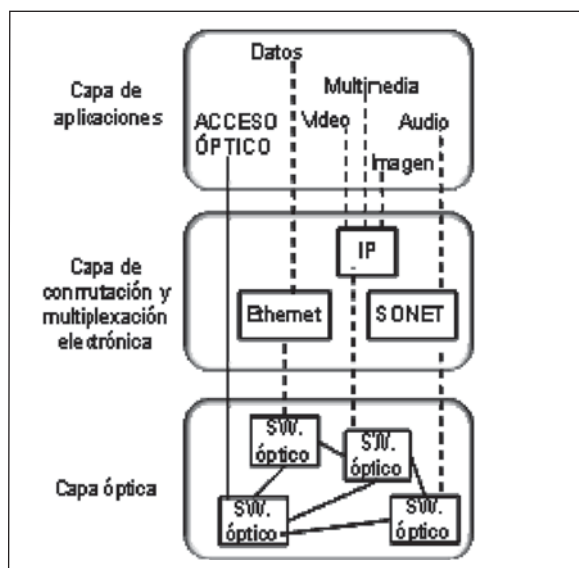 Datos
Capa de
aplicaciones
Multimedia
ACCESO
ÓPTICO
Video
Audio
Imagen
Capa de
conmutación y
multiplexación
electrónica
IP
Ethernet
SONET
Capa óptica
SW.
óptico
SW.
óptico
SW.
óptico
SW.
óptico